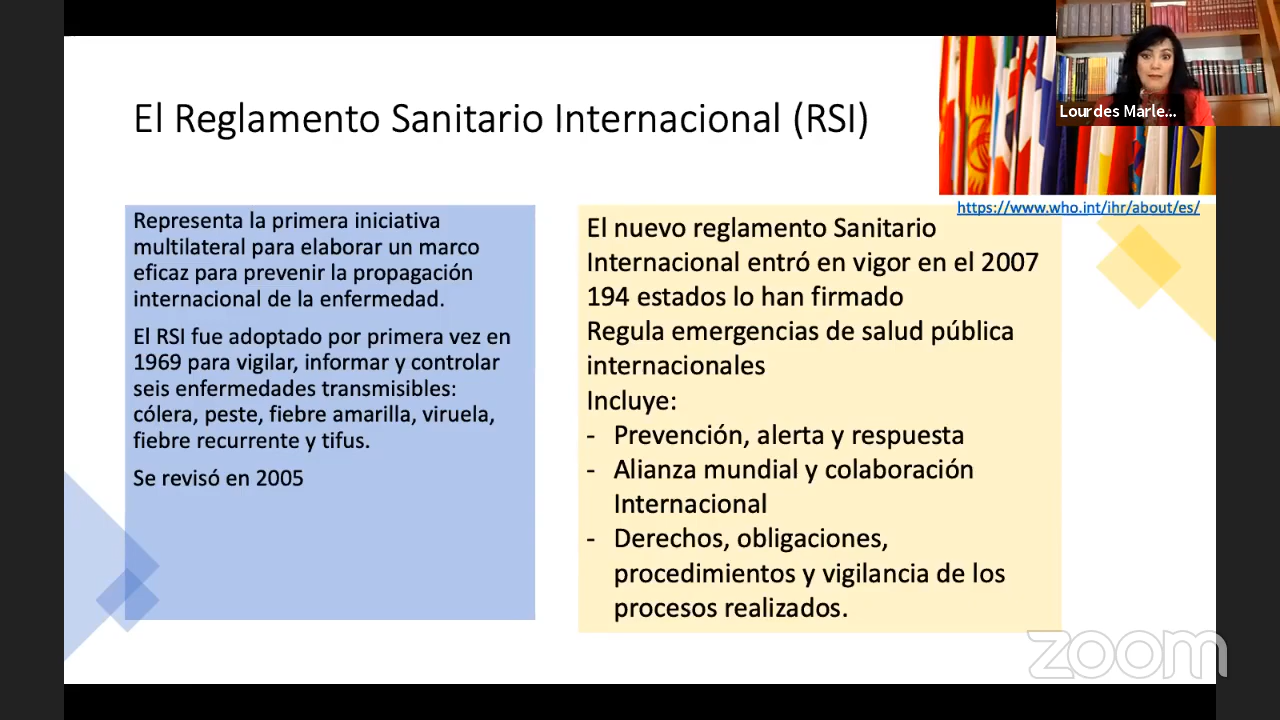 El Reglamento Sanitario Internacional (RSI)
Lourdes Marle...
https://www.who.int/ihr/about/es/
Representa la primera iniciativa
multilateral para elaborar un marco
eficaz para prevenir la propagación
internacional de la enfermedad.
El RSI fue adoptado por primera vez en
1969 para vigilar, informar y controlar
seis enfermedades transmisibles:
cólera, peste, fiebre amarilla, viruela,
fiebre recurrente y tifus.
Se revisó en 2005
El nuevo reglamento Sanitario
Internacional entró en vigor en el 2007
194 estados lo han firmado
Regula emergencias de salud pública
internacionales
Incluye:
- Prevención, alerta y respuesta
- Alianza mundial y colaboración
Internacional
- Derechos, obligaciones,
procedimientos y vigilancia de los
procesos realizados.
zoom